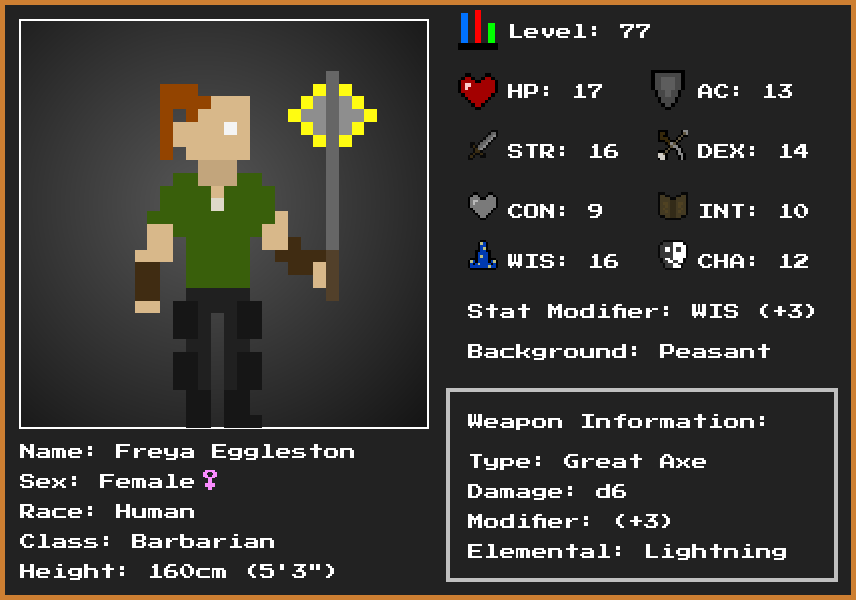 Level: 77
HP: 17 AC: 13
STR: 16 DEX: 14
CON: 9 INT: 10
WIS: 16 CHA: 12
Stat Modifier: WIS (+3)
Background: Peasant
Weapon Information:
Type: Great Axe
Damage: d6
Modifier: (+3)
Elemental: Lightning
Name: Freya Eggleston
Sex: Female♀
Race: Human
Class: Barbarian
Height: 160cm (5'3")